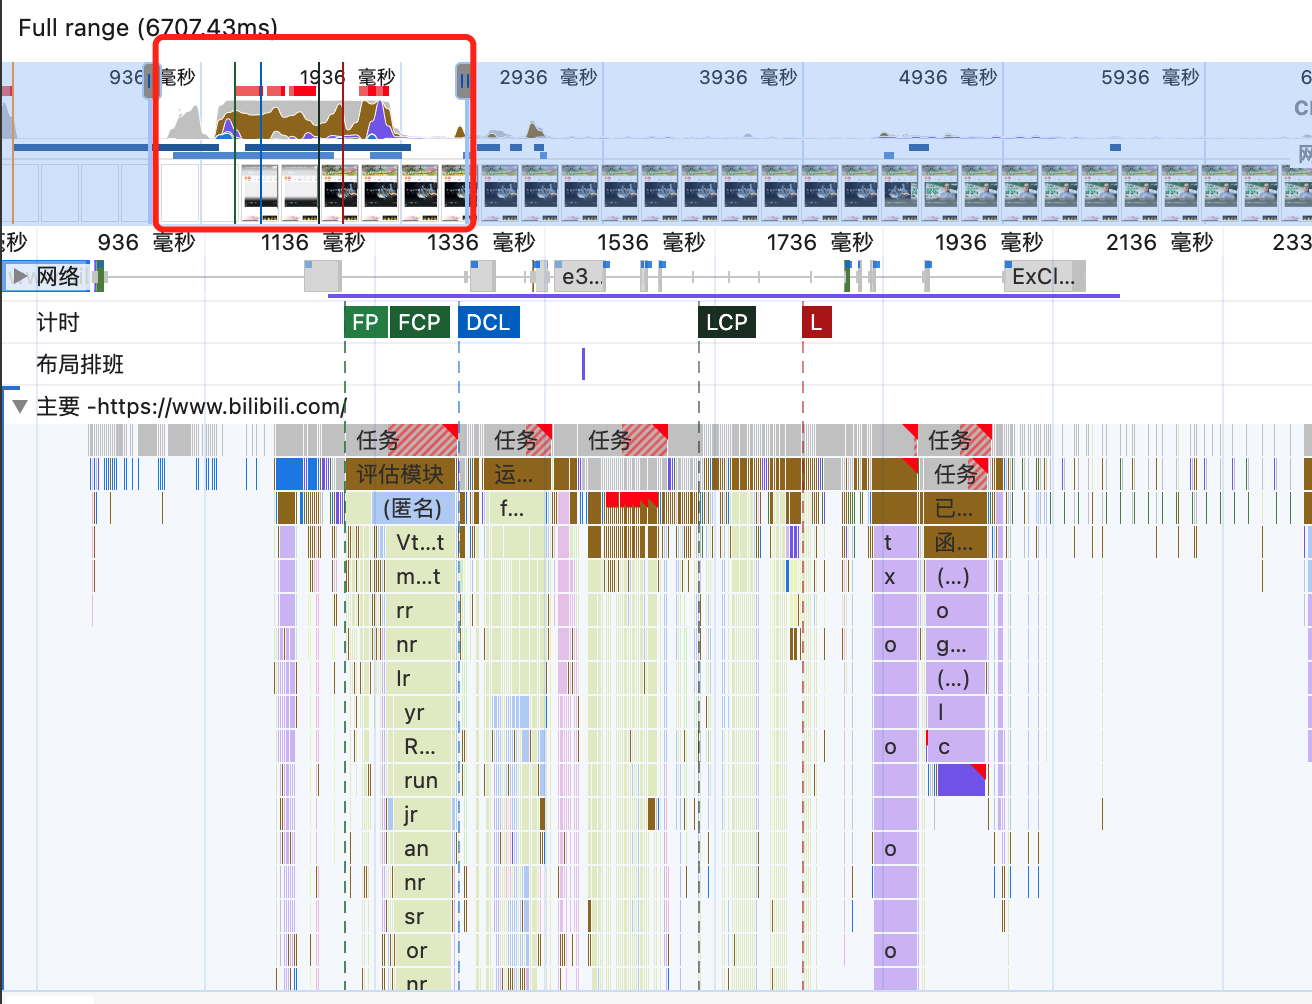 Full range (6707.43ms)
936 毫秒 1936 毫秒 2936 毫秒 3936 毫秒 4936 毫秒 5936 毫秒 6
毫秒 936 毫秒 1136 毫秒 1336 毫秒 1536 毫秒 1736 毫秒 1936 毫秒 2136 毫秒 233
网络 e3... ExCl...
计时 FP FCP DCL LCP L
布局排班
主要 -https://www.bilibili.com/
任务 任务 任务 任务
评估模块 运... 任务
(匿名) f... 已...
Vt...t t 函...
m...t x (...)
rr o
nr o g...
lr (...)
yr l
R... o c
run
jr
an o
nr
sr
or o
nr